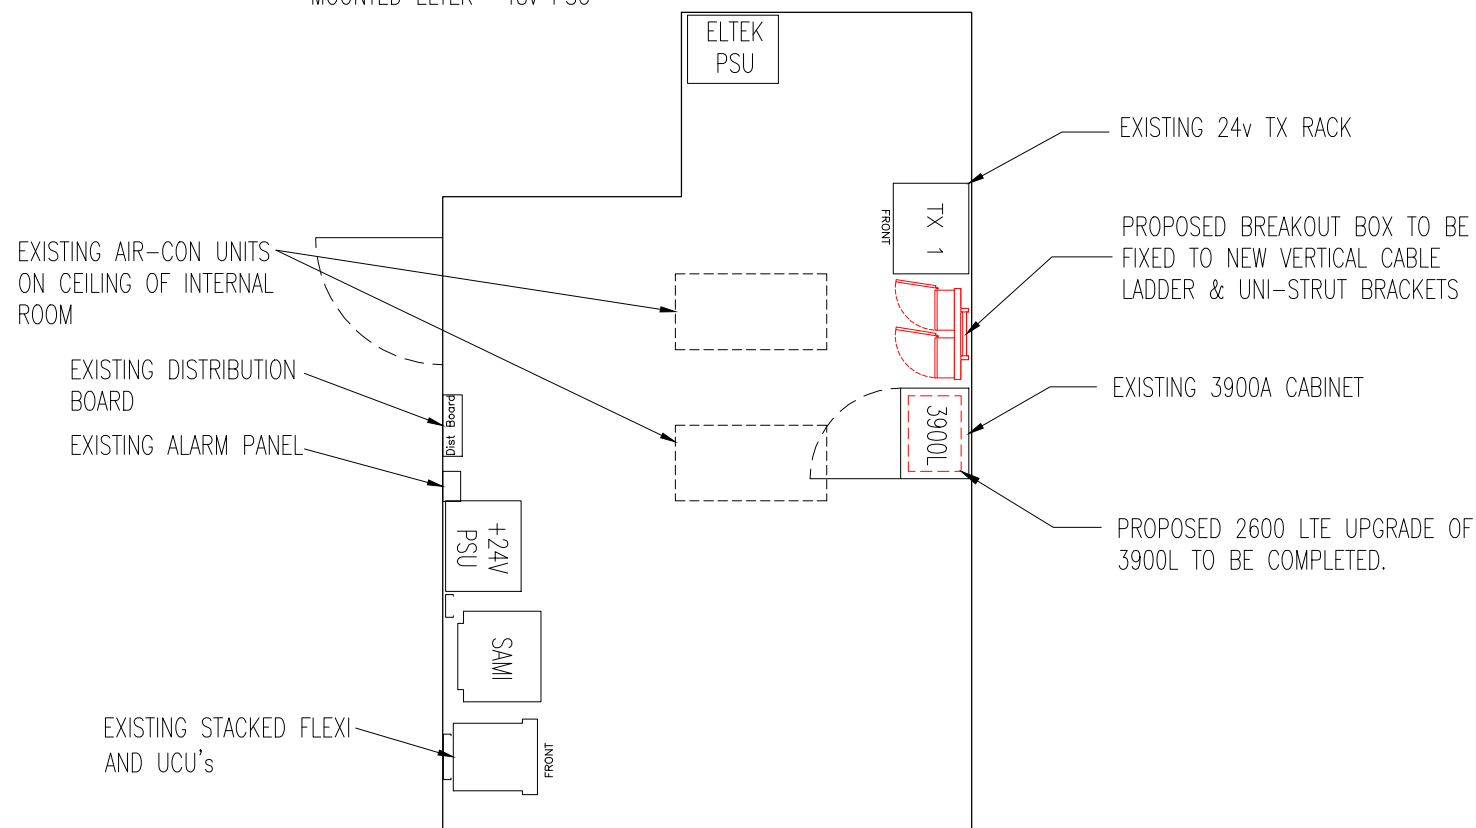 ELTEK
PSU
EXISTING 24v TX RACK
TX 1
FRONT
PROPOSED BREAKOUT BOX TO BE
FIXED TO NEW VERTICAL CABLE
LADDER & UNI-STRUT BRACKETS
EXISTING AIR-CON UNITS
ON CEILING OF INTERNAL
ROOM
EXISTING DISTRIBUTION
BOARD
Dist Board
EXISTING 3900A CABINET
3900L
EXISTING ALARM PANEL
+24V
PSU
PROPOSED 2600 LTE UPGRADE OF
3900L TO BE COMPLETED.
SAMI
EXISTING STACKED FLEXI
AND UCU's
FRONT